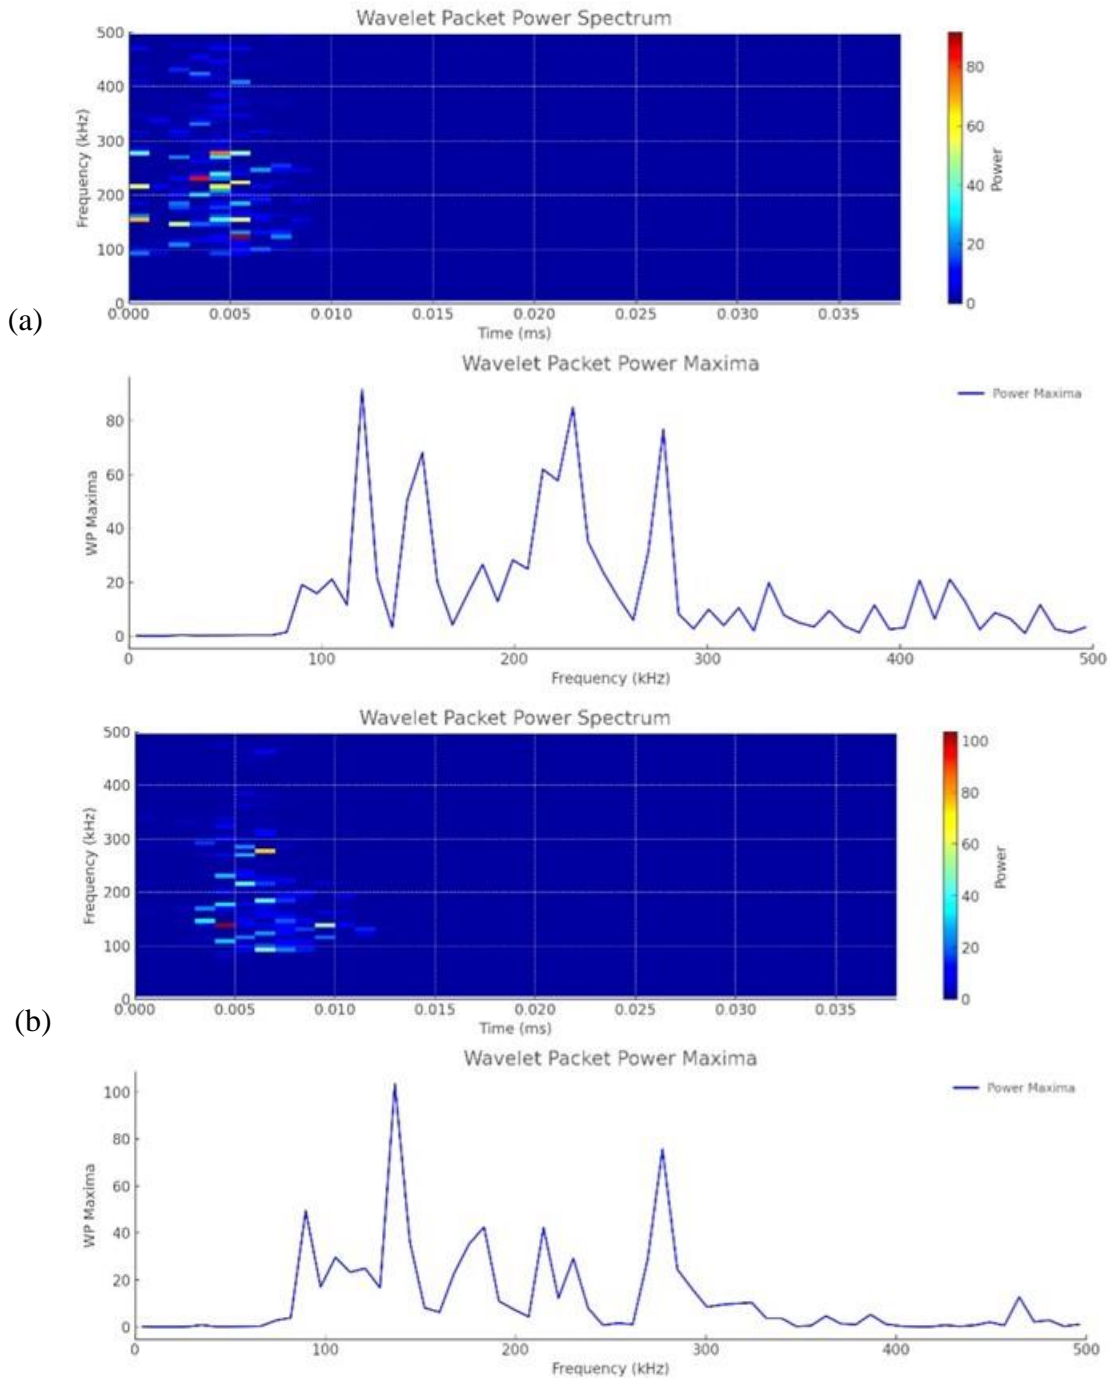 Wavelet Packet Power Spectrum
500
400
300
200
100
0
Frequency (kHz)
0.000 0.005 0.010 0.015 0.020 0.025 0.030 0.035
Time (ms)
80
60
40
20
0
Power
(a)
Wavelet Packet Power Maxima
Power Maxima
80
60
40
20
0
WP Maxima
0 100 200 300 400 500
Frequency (kHz)
Wavelet Packet Power Spectrum
500
400
300
200
100
0
Frequency (kHz)
0.000 0.005 0.010 0.015 0.020 0.025 0.030 0.035
Time (ms)
100
80
60
40
20
0
Power
(b)
Wavelet Packet Power Maxima
Power Maxima
100
80
60
40
20
0
WP Maxima
0 100 200 300 400 500
Frequency (kHz)